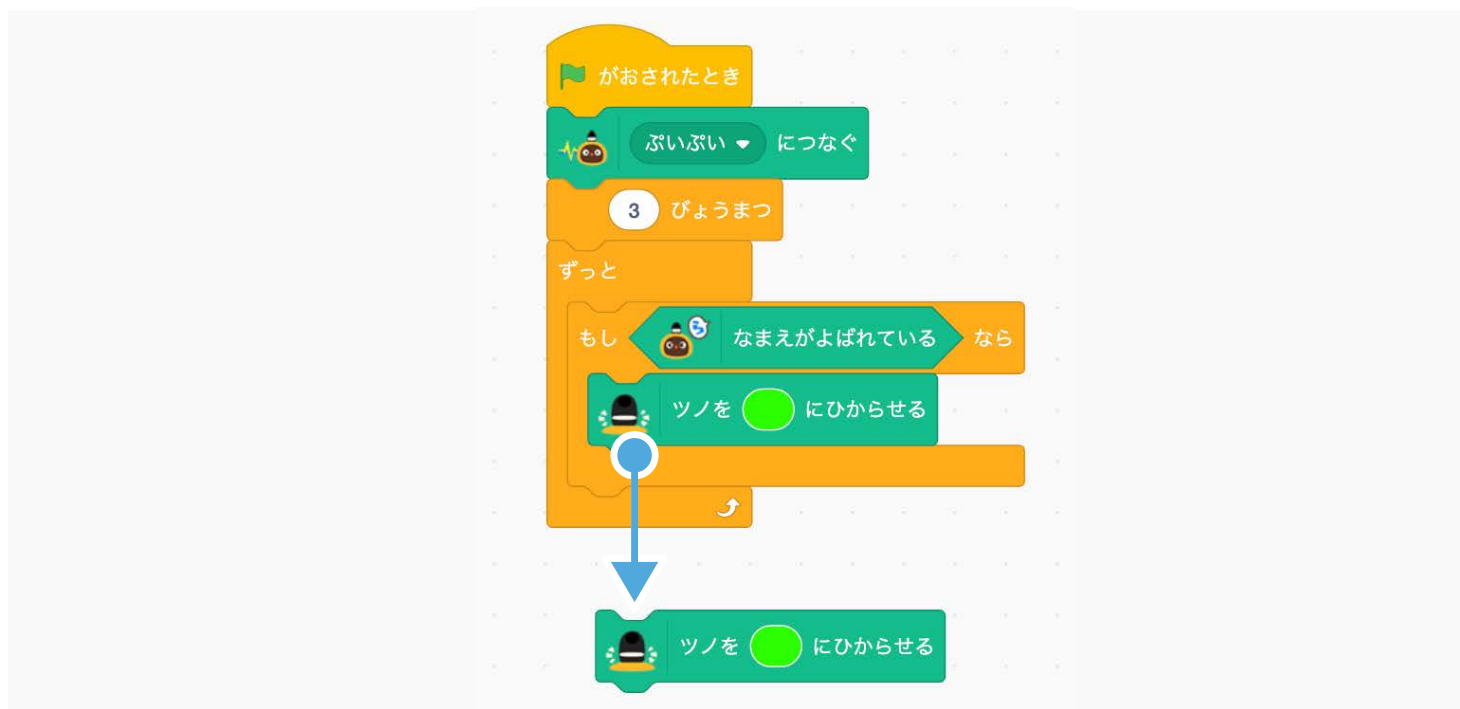 がおされたとき
ぷいぷい につなぐ
3 びょうまつ
ずっと
もし なまえがよばれている なら
ツノを にひからせる
ツノを にひからせる